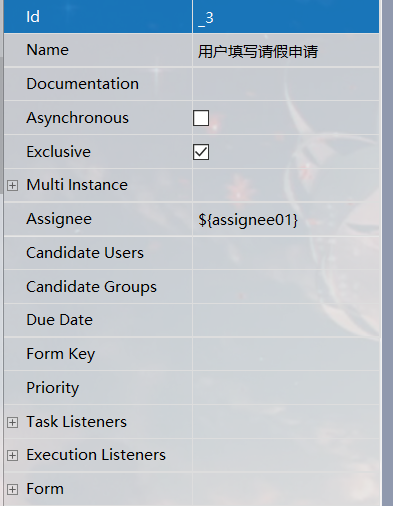 Id _3
Name 用户填写请假申请
Documentation
Asynchronous
Exclusive
Multi Instance
Assignee ${assignee01}
Candidate Users
Candidate Groups
Due Date
Form Key
Priority
Task Listeners
Execution Listeners
Form